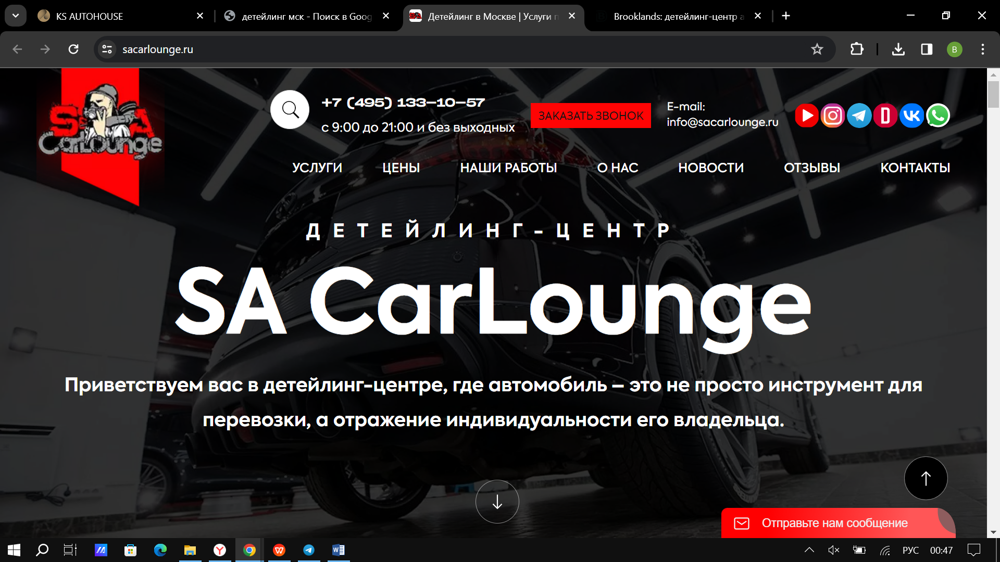 KS AUTOHOUSE
детейлинг мск - Поиск в Goog
Детейлинг в Москве | Услуги п
Brooklands: детейлинг-центр а
sacarlounge.ru
B
SA
CarLounge
+7 (495) 133–10–57
с 9:00 до 21:00 и без выходных
ЗАКАЗАТЬ ЗВОНОК
E-mail:
info@sacarlounge.ru
УСЛУГИ
ЦЕНЫ
НАШИ РАБОТЫ
О НАС
НОВОСТИ
ОТЗЫВЫ
КОНТАКТЫ
ДЕТЕЙЛИНГ-ЦЕНТР
SA CarLounge
Приветствуем вас в детейлинг-центре, где автомобиль – это не просто инструмент для
перевозки, а отражение индивидуальности его владельца.
Отправьте нам сообщение
РУС
00:47